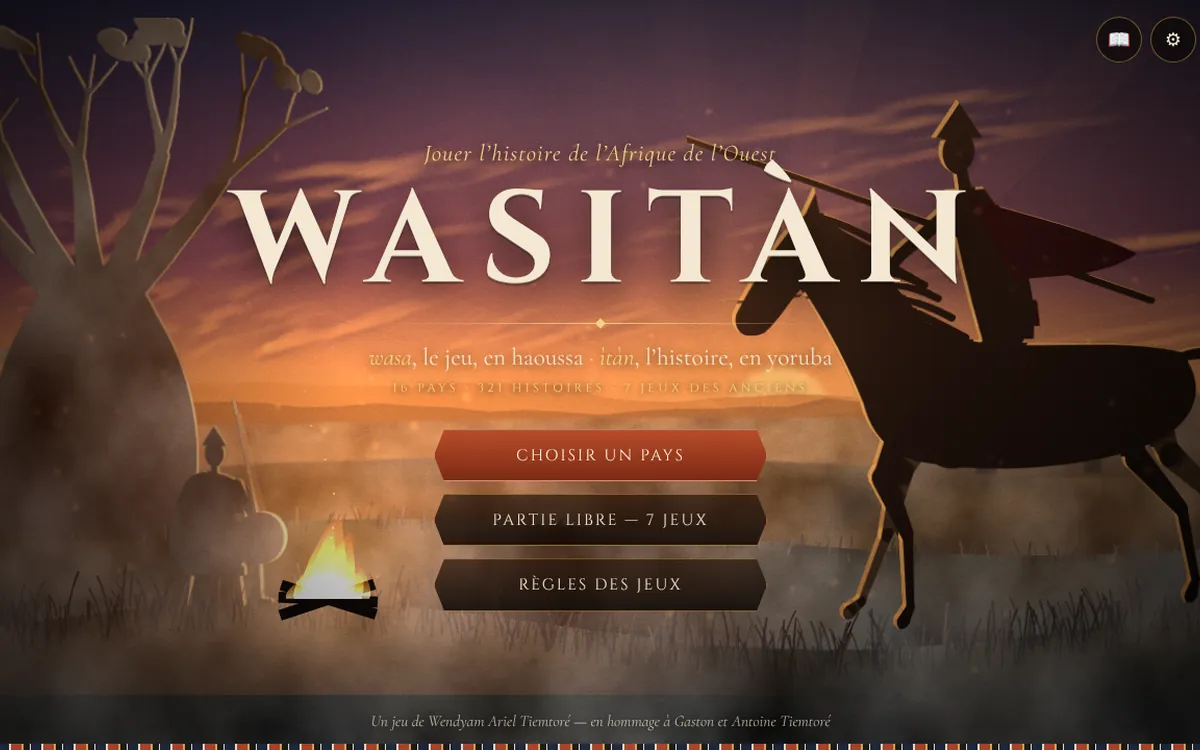 Jouer l’histoire de l’Afrique de l’Ouest
WASITÀN
wasa, le jeu, en haoussa · ìtàn, l’histoire, en yoruba
16 PAYS · 321 HISTOIRES · 7 JEUX DES ANCIENS
CHOISIR UN PAYS
PARTIE LIBRE — 7 JEUX
RÈGLES DES JEUX
Un jeu de Wendyam Ariel Tiemtoré — en hommage à Gaston et Antoine Tiemtoré